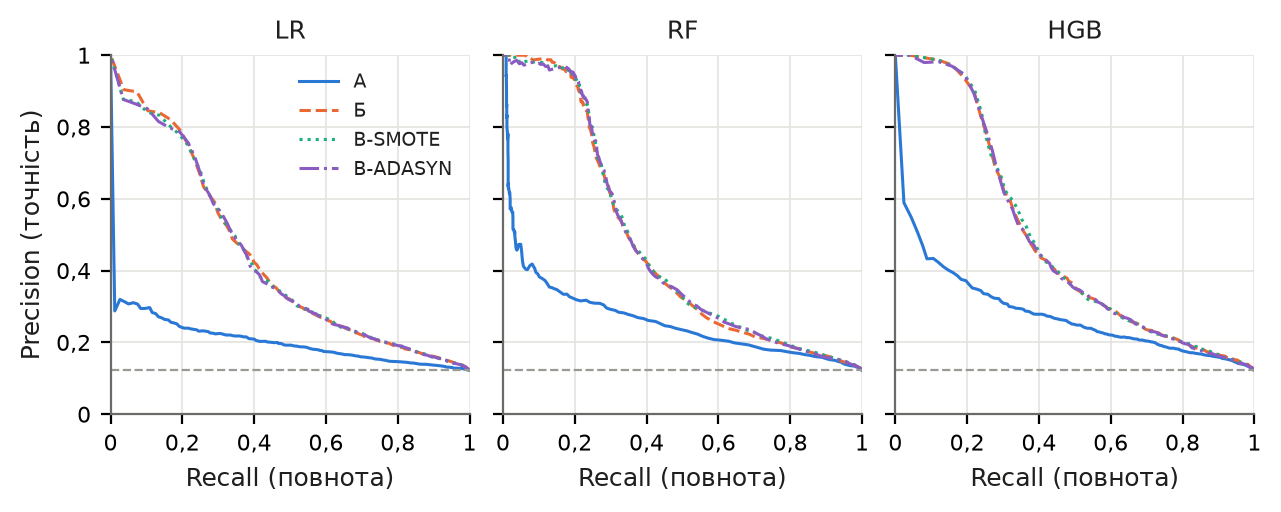 LR
RF
HGB
Precision (точність)
1
0,8
0,6
0,4
0,2
0
А
Б
В-SMOTE
В-ADASYN
0 0,2 0,4 0,6 0,8 1
0 0,2 0,4 0,6 0,8 1
0 0,2 0,4 0,6 0,8 1
Recall (повнота)
Recall (повнота)
Recall (повнота)